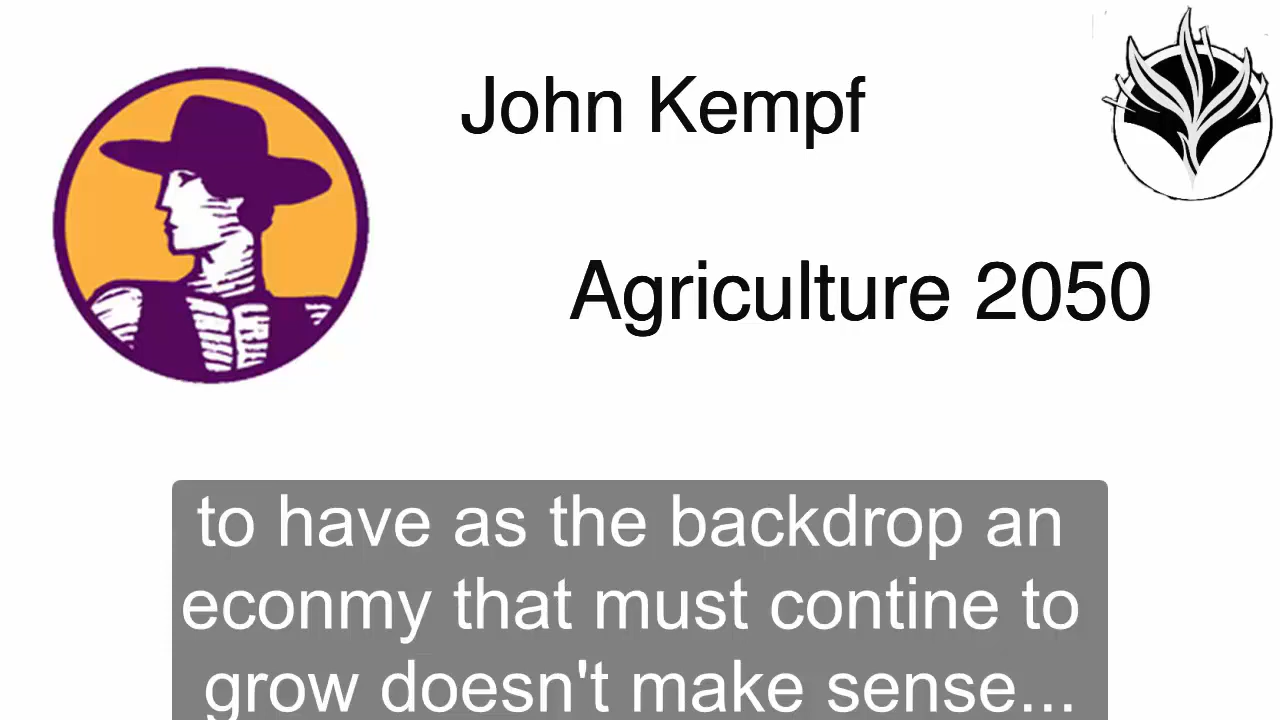 John Kempf
Agriculture 2050
to have as the backdrop an
econmy that must contine to
grow doesn't make sense...